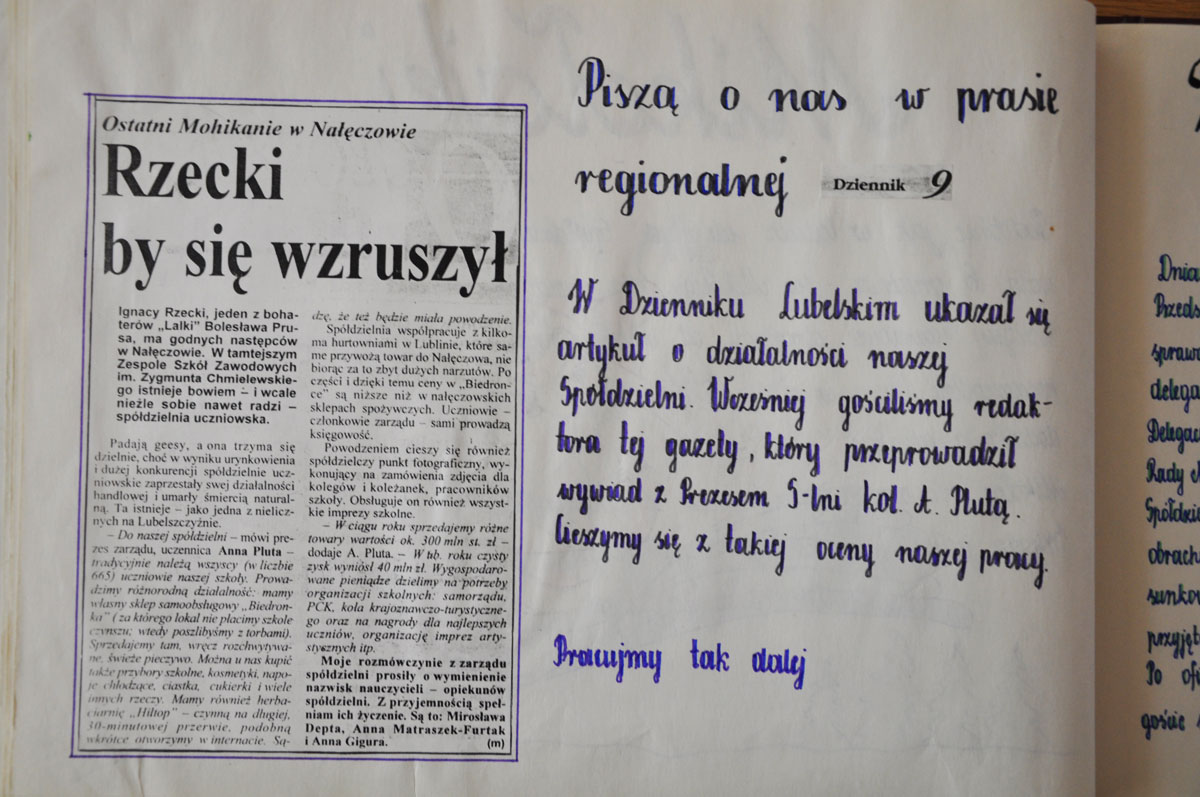 Ostatni Mohikanie w Nałęczowie
Rzecki
by się wzruszył
Ignacy Rzecki, jeden z boha-
terów „Lalki" Bolesława Pru-
sa, ma godnych następców
w Nałęczowie. W tamtejszym
Zespole Szkół Zawodowych
im. Zygmunta Chmielewskie-
go istnieje bowiem – i wcale
nieźle sobie nawet radzi –
spółdzielnia uczniowska.
Padają geesy, a ona trzyma się
dzielnie, choć w wyniku urynkowienia
i dużej konkurencji spółdzielnie ucz-
niowskie zaprzestały swej działalności
handlowej i umarły śmiercią natural-
ną. Ta istnieje – jako jedna z nielicz-
nych na Lubelszczyźnie.
– Do naszej spółdzielni – mówi pre-
zes zarządu, uczennica Anna Pluta –
tradycyjnie należą wszyscy (w liczbie
665) uczniowie naszej szkoły. Prowa-
dzimy różnorodną działalność: mamy
własny sklep samoobsługowy „Biedron-
ka" (za którego lokal nie płacimy szkole
czynszu; wtedy poszlibyśmy z torbami).
Sprzedajemy tam, wręcz rozchwytywa-
ne, świeże pieczywo. Można u nas kupić
także przybory szkolne, kosmetyki, napo-
je chłodzące, ciastka, cukierki i wiele
innych rzeczy. Mamy również herba-
ciarnię „Hiltop" – czynną na długiej,
30-minutowej przerwie, podobną
wkrótce otworzymy w internacie. Są-
dzę, że też będzie miała powodzenie.
Spółdzielnia współpracuje z kilko-
ma hurtowniami w Lublinie, które sa-
me przywożą towar do Nałęczowa, nie
biorąc za to zbyt dużych narzutów. Po
części i dzięki temu ceny w „Biedron-
ce" są niższe niż w nałęczowskich
sklepach spożywczych. Uczniowie –
członkowie zarządu – sami prowadzą
księgowość.
Powodzeniem cieszy się również
spółdzielczy punkt fotograficzny, wy-
konujący na zamówienia zdjęcia dla
kolegów i koleżanek, pracowników
szkoły. Obsługuje on również wszyst-
kie imprezy szkolne.
– W ciągu roku sprzedajemy różne
towary wartości ok. 300 mln st. zł –
dodaje A. Pluta. – W ub. roku czysty
zysk wyniósł 40 mln zł. Wygospodaro-
wane pieniądze dzielimy na potrzeby
organizacji szkolnych: samorządu,
PCK, koła krajoznawczo-turystyczne-
go oraz na nagrody dla najlepszych
uczniów, organizację imprez arty-
stycznych itp.
Moje rozmówczynie z zarządu
spółdzielni prosiły o wymienienie
nazwisk nauczycieli – opiekunów
spółdzielni. Z przyjemnością speł-
niam ich życzenie. Są to: Mirosława
Depta, Anna Matraszek-Furtak
i Anna Gigura. (m)
Piszą o nas w prasie
regionalnej Dziennik 9
W Dzienniku Lubelskim ukazał się
artykuł o działalności naszej
Spółdzielni. Wcześniej gościliśmy redak-
tora tej gazety, który przeprowadził
wywiad z Prezesem S-lni kol. A. Plutą.
Cieszymy się z takiej oceny naszej pracy.
Pracujmy tak dalej
Dnia
Przeds
spraw
delega
Delegac
Rady
Spółdzie
obrach
sunkow
przyjęt
Po
goście